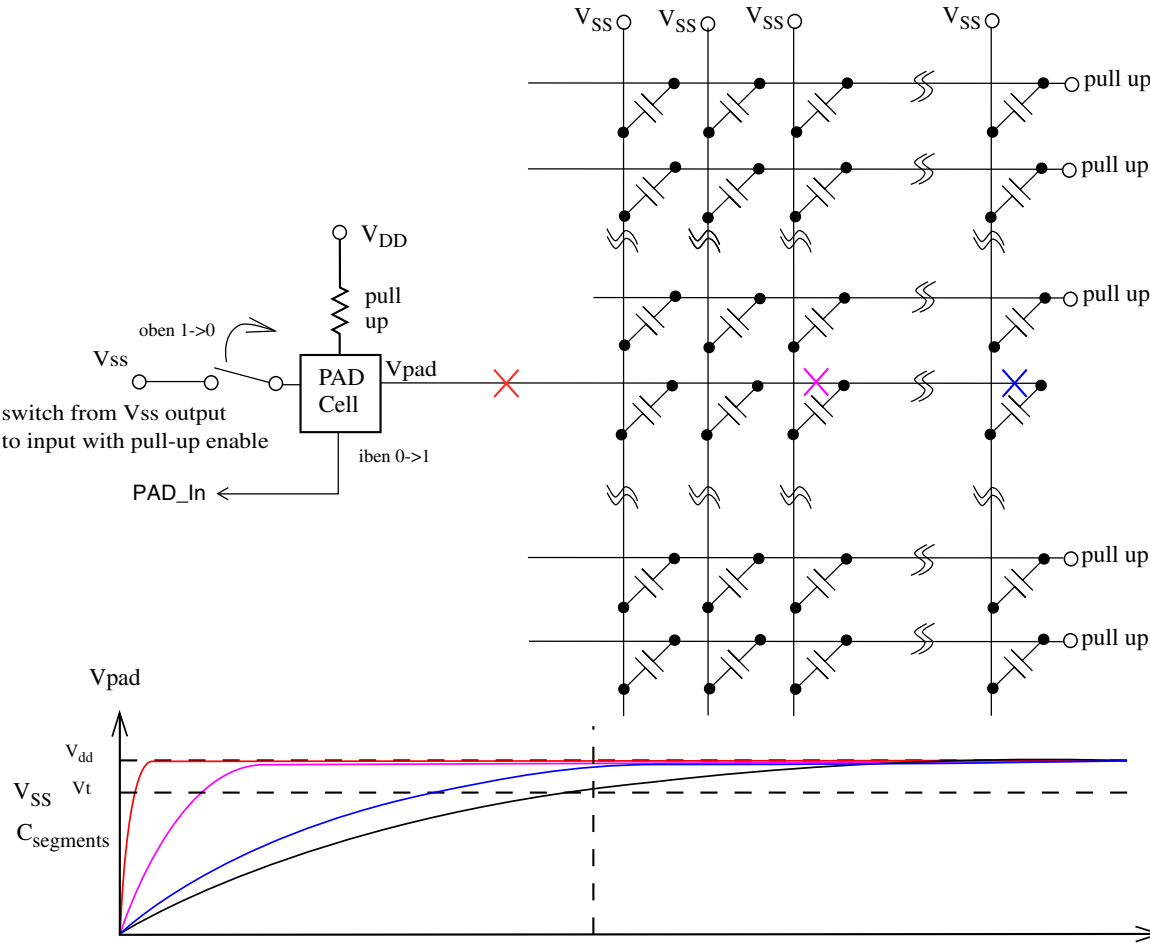 VSS VSS VSS VSS
pull up
pull up
VDD
pull
up
pull up
oben 1->0
Vss
PAD
Cell
Vpad
switch from Vss output
to input with pull-up enable
iben 0->1
PAD_In
pull up
pull up
Vpad
Vdd
VSS
Vt
Csegments